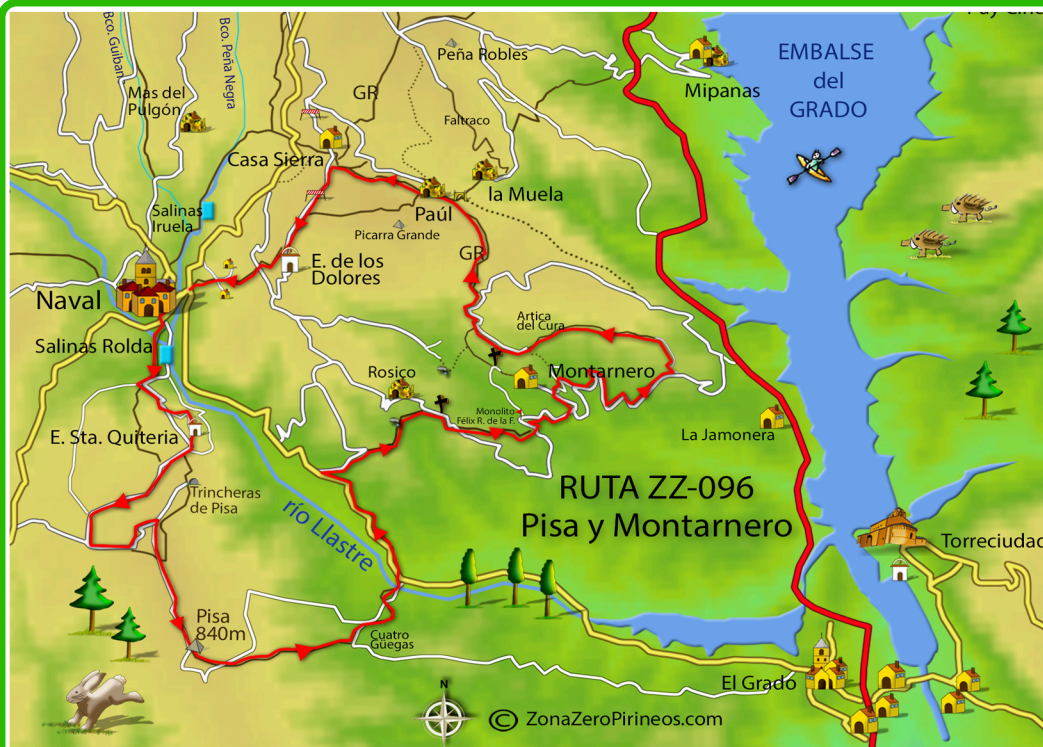 Bco. Guiban
Bco. Peña Negra
Peña Robles
EMBALSE
del
GRADO
Mipanas
Mas del
Pulgón
GR
Faltraco
Casa Sierra
la Muela
Salinas
Iruela
Paúl
Picarra Grande
GR
E. de los
Dolores
Naval
Artica
del Cura
Salinas Rolda
Rosico
Montarnero
Monolito
Félix R. de la F.
La Jamonera
E. Sta. Quiteria
RUTA ZZ-096
Pisa y Montarnero
Trincheras
de Pisa
río Llastre
Torreciudad
Pisa
840m
Cuatro
Güegas
El Grado
N
© ZonaZeroPirineos.com